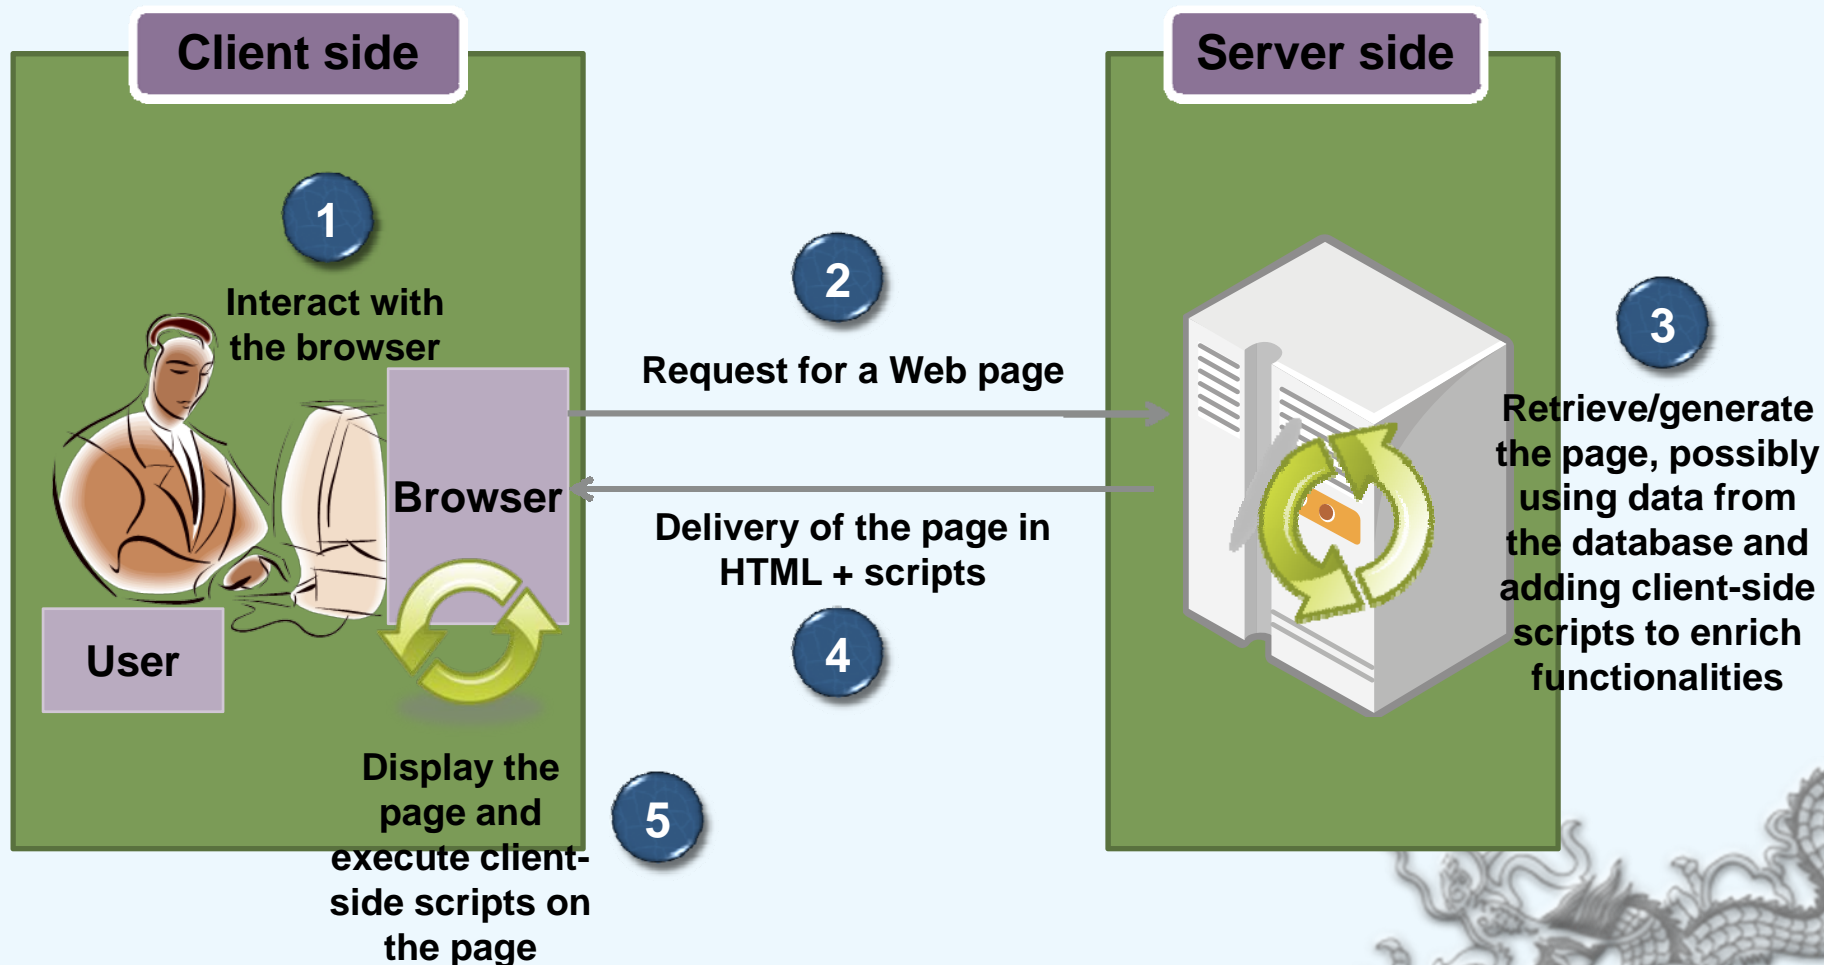 Client side
Server side
1
Interact with
the browser
2
Request for a Web page
3
Retrieve/generate
the page, possibly
using data from
the database and
adding client-side
scripts to enrich
functionalities
Browser
Delivery of the page in
HTML + scripts
4
User
Display the
page and
execute client-
side scripts on
the page
5